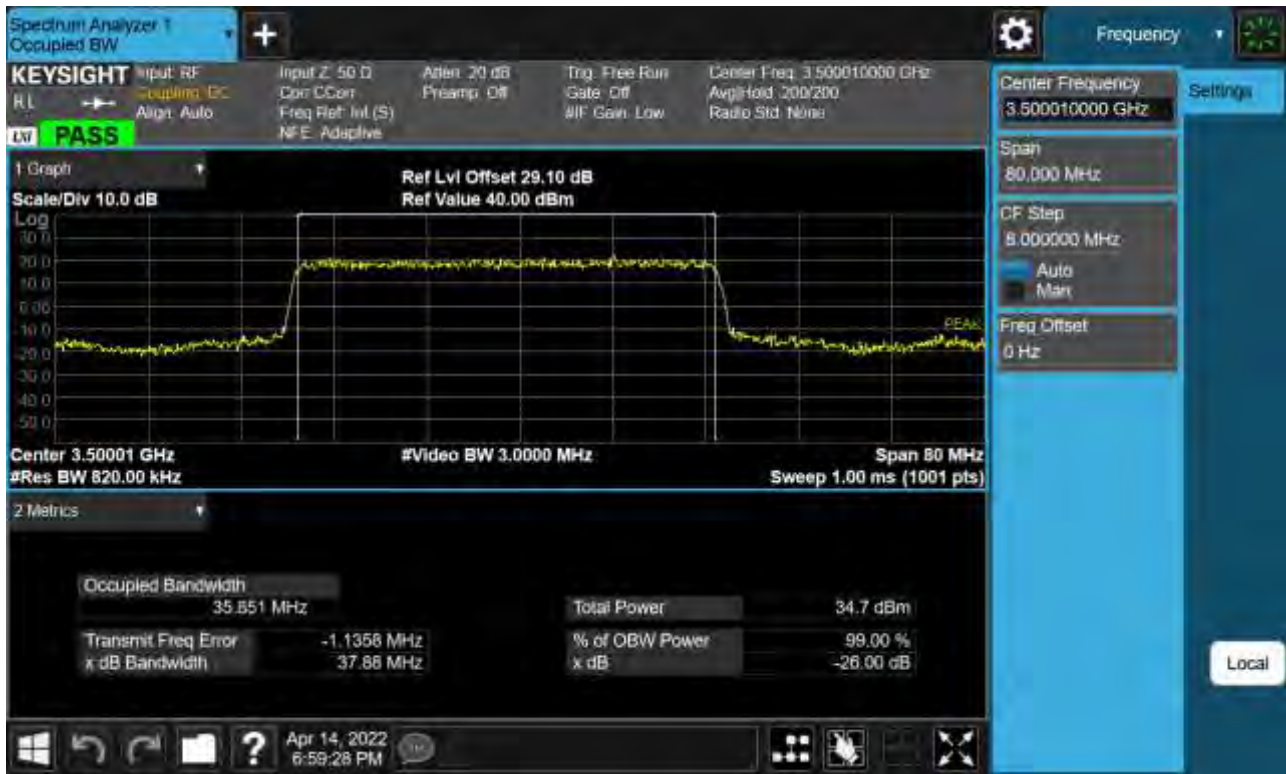 Spectrum Analyzer 1
Occupied BW
Frequency
KEYSIGHT Input: RF
Coupling: DC
Align: Auto
Input Z: 50 Ω
Corr CCorr
Freq Ref: Int (S)
NFE: Adaptive
Atten: 20 dB
Preamp: Off
Trig: Free Run
Gate: Off
#IF Gain: Low
Center Freq: 3.500010000 GHz
Avg|Hold: 200/200
Radio Std: None
PASS
1 Graph
Scale/Div 10.0 dB
Ref Lvl Offset 29.10 dB
Ref Value 40.00 dBm
Log
30.0
20.0
10.0
0.00
-10.0
-20.0
-30.0
-40.0
-50.0
PEAK
Center 3.50001 GHz
#Video BW 3.0000 MHz
Span 80 MHz
#Res BW 820.00 kHz
Sweep 1.00 ms (1001 pts)
2 Metrics
Occupied Bandwidth
MHz
Total Power 34.7 dBm
Transmit Freq Error -1.1358 MHz
% of OBW Power 99.00 %
x dB Bandwidth 37.88 MHz
x dB -26.00 dB
Center Frequency
3.500010000 GHz
Settings
Span
80.000 MHz
CF Step
8.000000 MHz
Auto
Man
Freq Offset
0 Hz
Local
?
Apr 14, 2022
6:59:28 PM